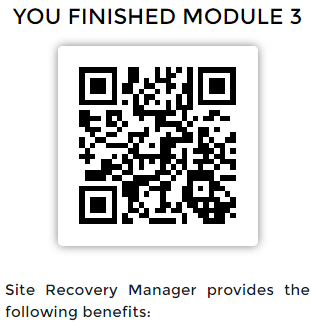 YOU FINISHED MODULE 3
Site Recovery Manager provides the
following benefits: